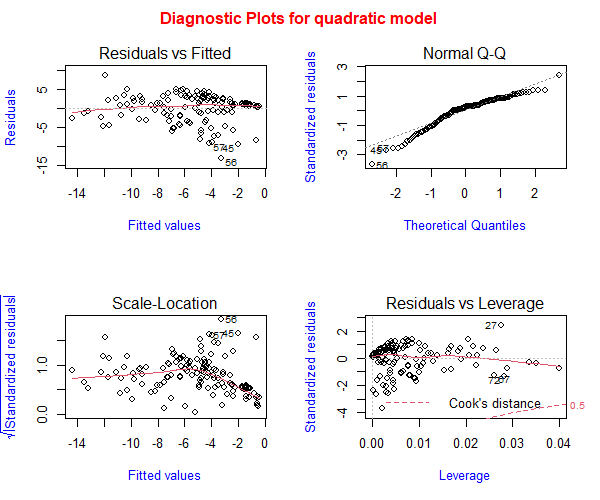 Diagnostic Plots for quadratic model
Residuals vs Fitted
Residuals
5
-5
-15
57
45
56
-14 -10 -8 -6 -4 -2 0
Fitted values
Normal Q-Q
Standardized residuals
3
1
-1
-3
57
45
56
-2 -1 0 1 2
Theoretical Quantiles
Scale-Location
√|Standardized residuals|
1.0
0.0
56
57
45
-14 -10 -8 -6 -4 -2 0
Fitted values
Residuals vs Leverage
Standardized residuals
2
0
-2
-4
27
Cook's distance
0.5
0.00 0.01 0.02 0.03 0.04
Leverage